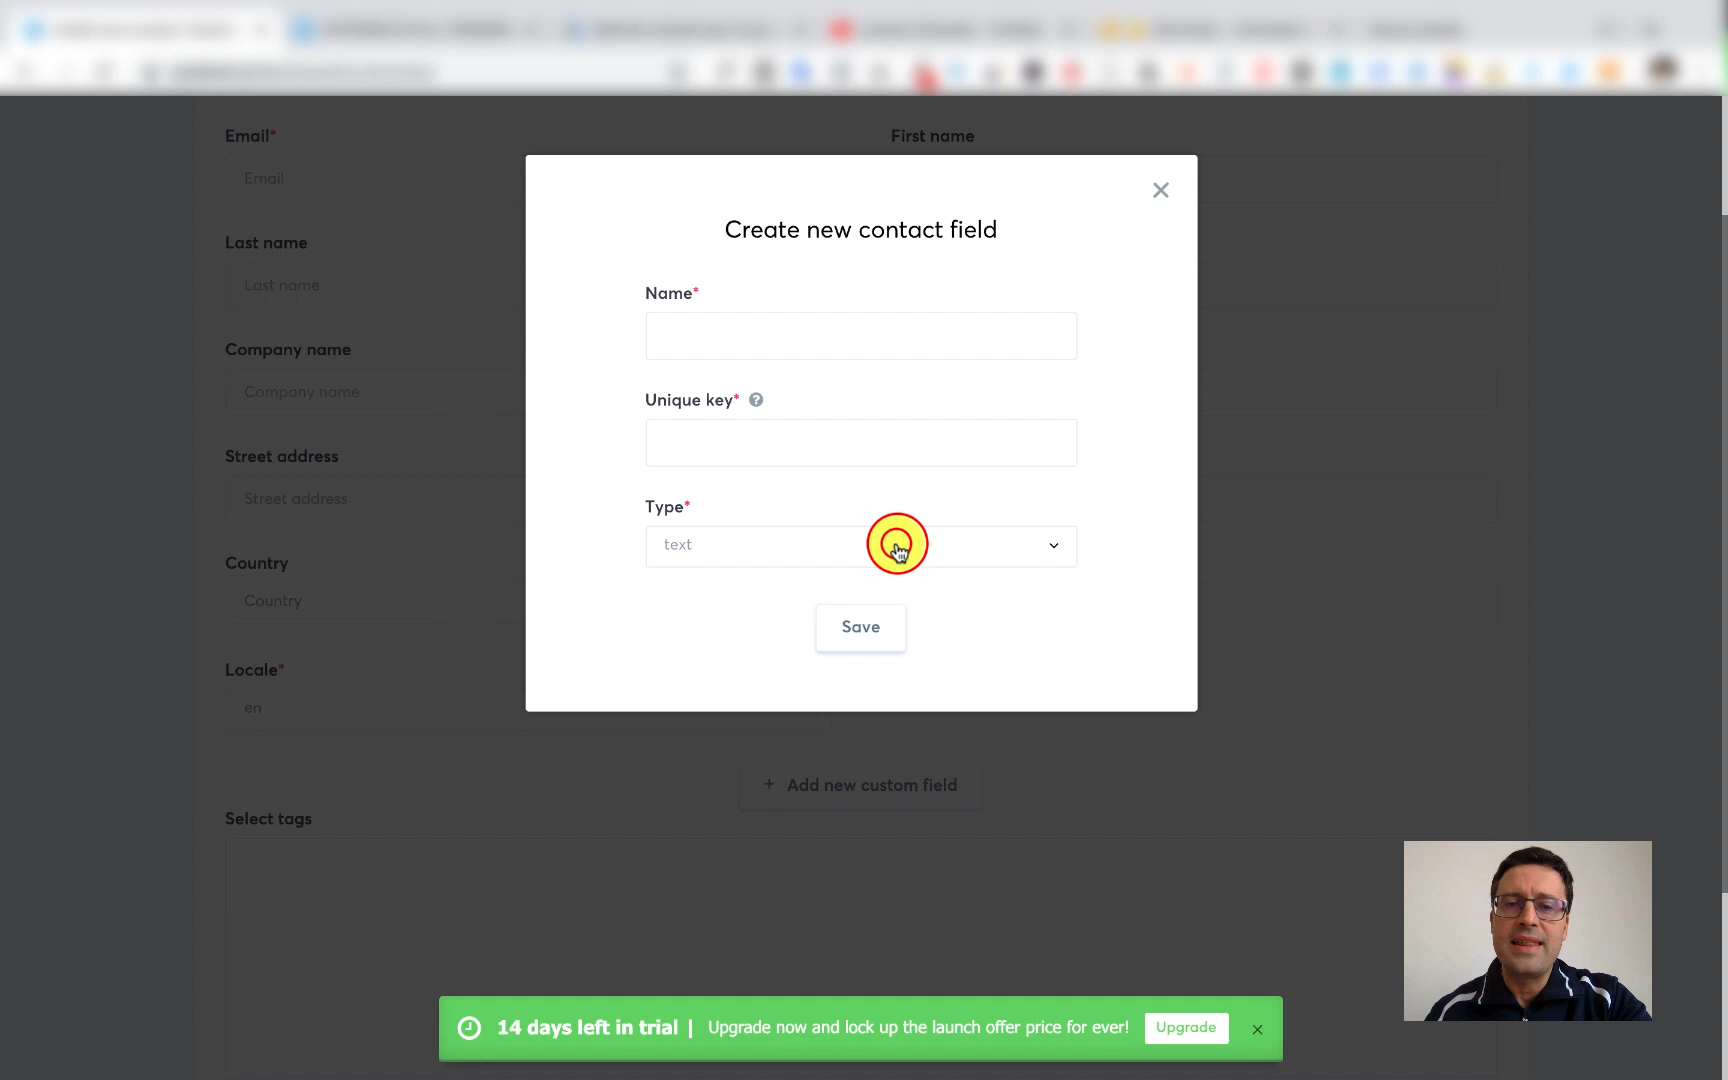 Email*
First name
Email
Last name
Last name
Company name
Company name
Street address
Street address
Country
Country
Locale*
en
Create new contact field
Name*
Unique key* ?
Type*
text
Save
+ Add new custom field
Select tags
14 days left in trial | Upgrade now and lock up the launch offer price for ever! Upgrade